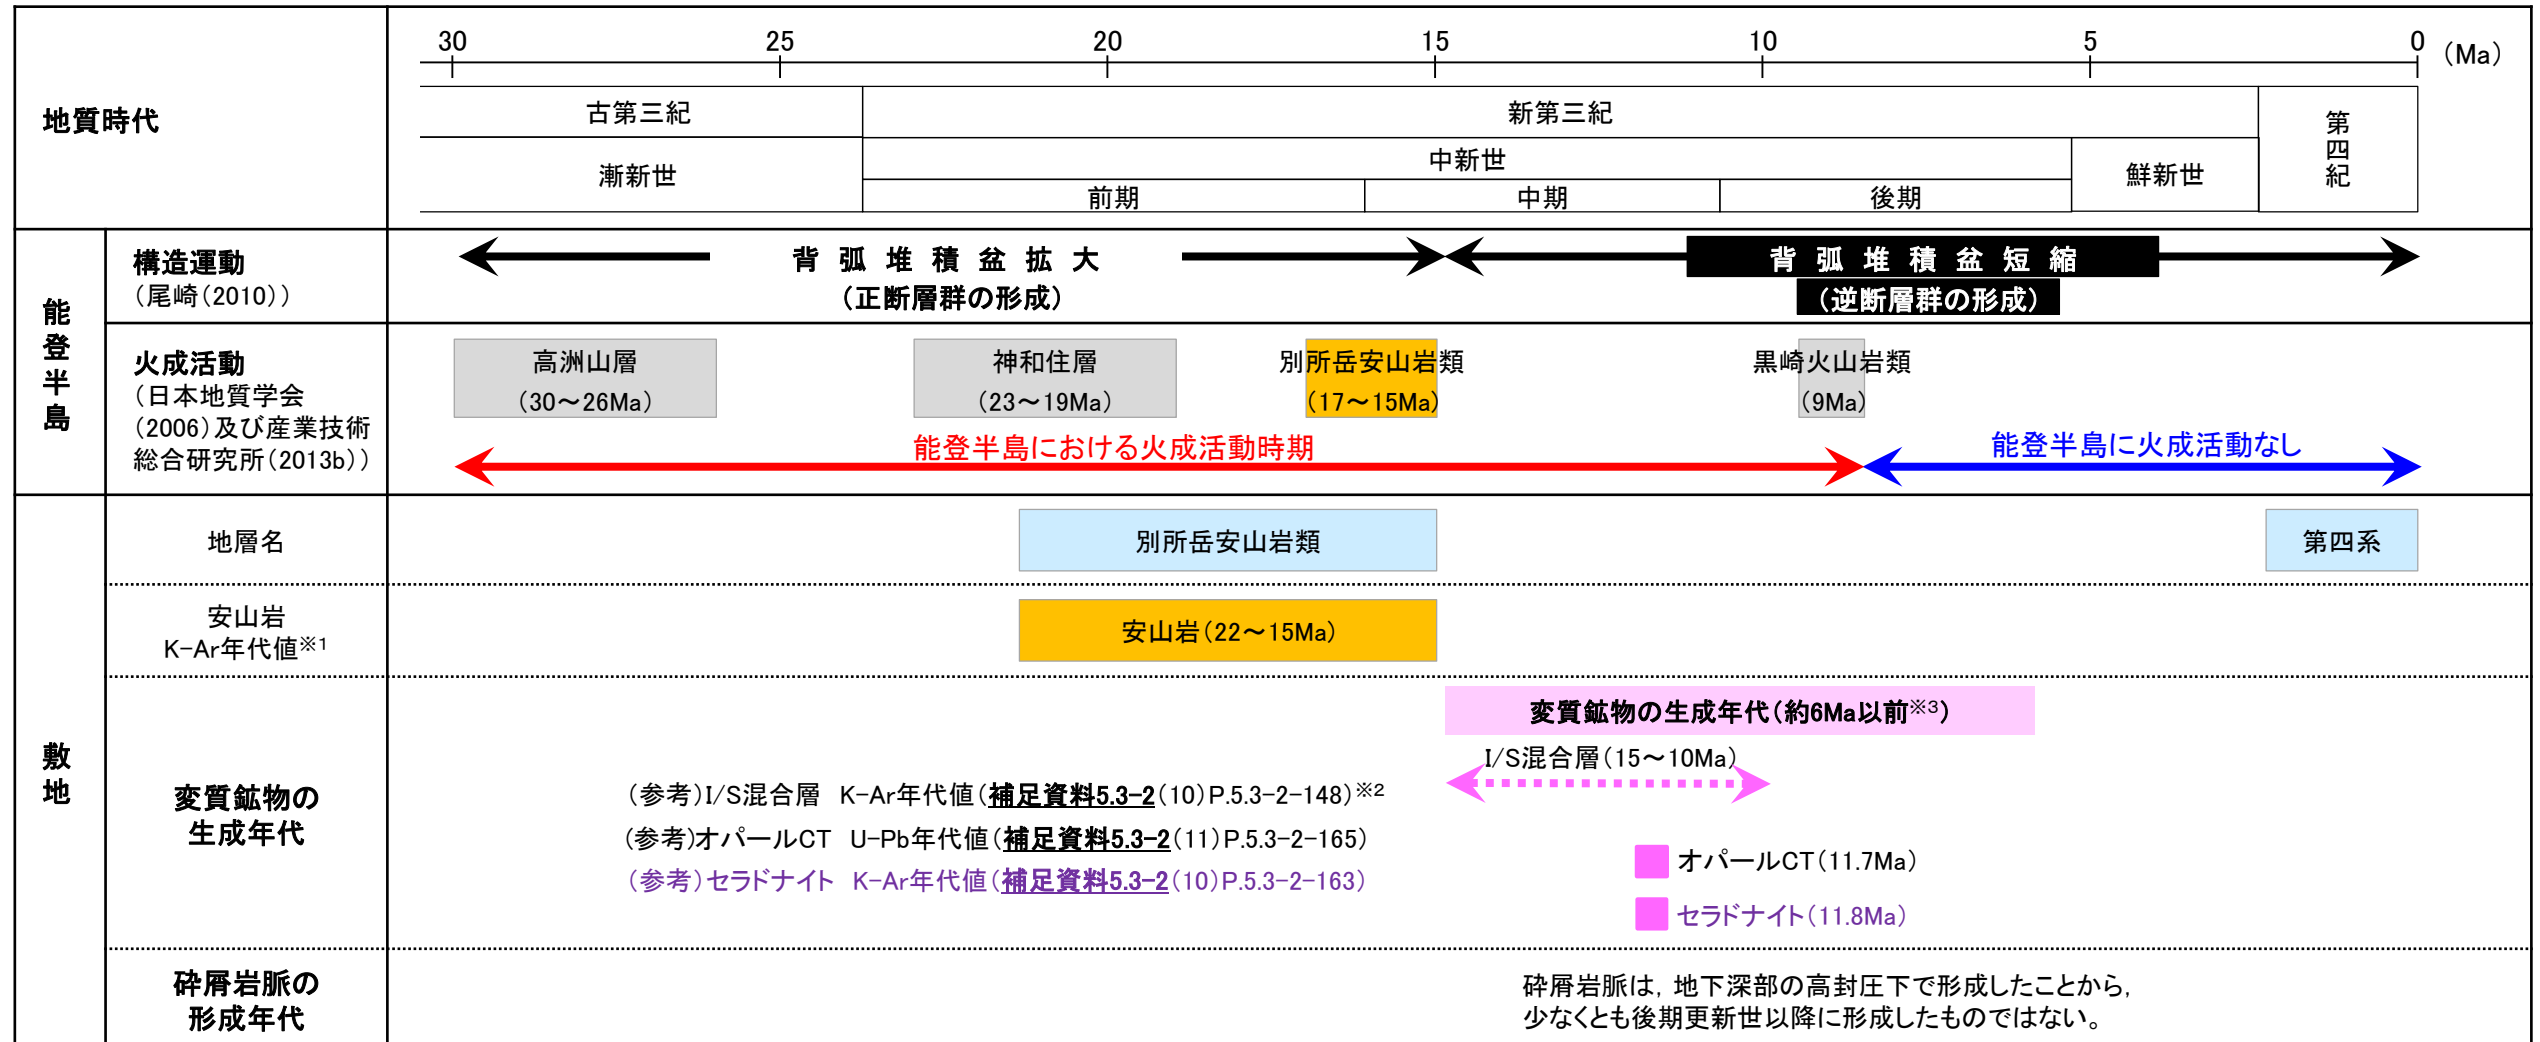 30 25 20 15 10 5 0 (Ma)
地質時代
古第三紀 新第三紀 第四紀
漸新世 中新世 鮮新世
前期 中期 後期
能登半島
構造運動
(尾崎(2010))
背弧堆積盆拡大
(正断層群の形成)
背弧堆積盆短縮
(逆断層群の形成)
火成活動
(日本地質学会
(2006)及び産業技術
総合研究所(2013b))
高洲山層
(30～26Ma)
神和住層
(23～19Ma)
別所岳安山岩類
(17～15Ma)
黒崎火山岩類
(9Ma)
能登半島における火成活動時期
能登半島に火成活動なし
敷地
地層名
別所岳安山岩類
第四系
安山岩
K-Ar年代値※1
安山岩(22～15Ma)
変質鉱物の
生成年代
変質鉱物の生成年代(約6Ma以前※3)
I/S混合層(15～10Ma)
(参考)I/S混合層 K-Ar年代値(補足資料5.3-2(10)P.5.3-2-148)※2
(参考)オパールCT U-Pb年代値(補足資料5.3-2(11)P.5.3-2-165)
(参考)セラドナイト K-Ar年代値(補足資料5.3-2(10)P.5.3-2-163)
オパールCT(11.7Ma)
セラドナイト(11.8Ma)
砕屑岩脈の
形成年代
砕屑岩脈は，地下深部の高封圧下で形成したことから，
少なくとも後期更新世以降に形成したものではない。